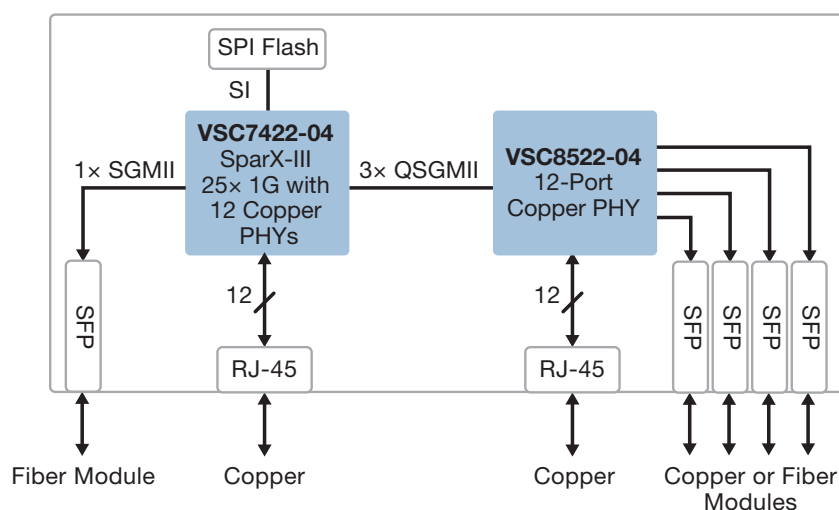 SPI Flash
SI
VSC7422-04
SparX-III
25× 1G with
12 Copper
PHYs
1× SGMII
3× QSGMII
VSC8522-04
12-Port
Copper PHY
SFP
12
12
SFP
SFP
SFP
SFP
RJ-45
RJ-45
Fiber Module
Copper
Copper
Copper or Fiber
Modules